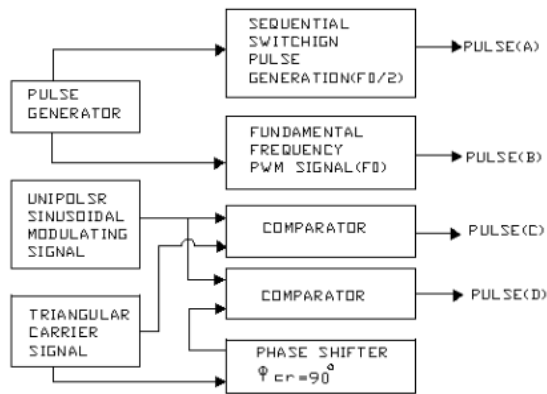 SEQUENTIAL
SWITCHIGN
PULSE
GENERATION(F0/2)
PULSE(A)
PULSE
GENERATOR
FUNDAMENTAL
FREQUENCY
PWM SIGNAL(F0)
PULSE(B)
UNIPOLSR
SINUSOIDAL
MODULATING
SIGNAL
COMPARATOR
PULSE(C)
COMPARATOR
PULSE(D)
TRIANGULAR
CARRIER
SIGNAL
PHASE SHIFTER
φ cr=90°